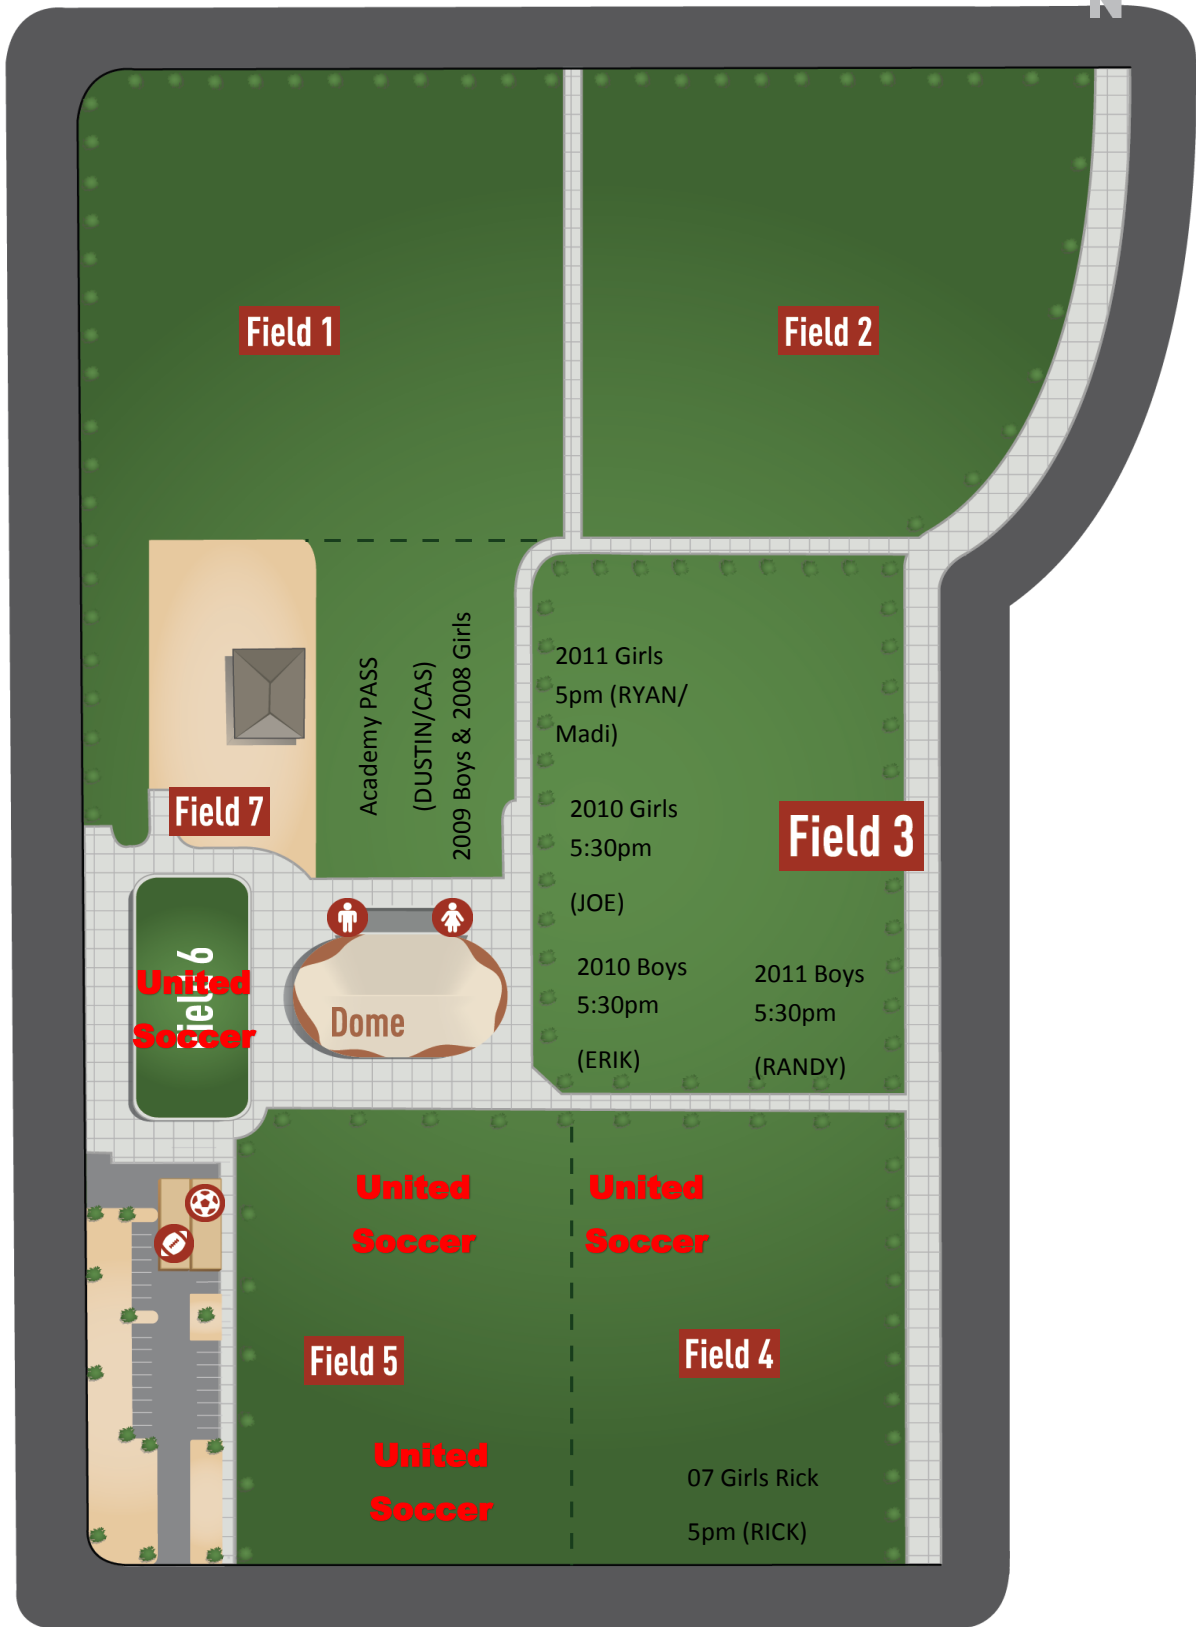 N
Field 1
Field 2
Academy PASS
(DUSTIN/CAS)
2009 Boys & 2008 Girls
2011 Girls
5pm (RYAN/
Madi)
Field 7
2010 Girls
5:30pm
(JOE)
Field 3
Field 6
United
Soccer
Dome
2010 Boys
5:30pm
(ERIK)
2011 Boys
5:30pm
(RANDY)
United
Soccer
United
Soccer
Field 5
Field 4
United
Soccer
07 Girls Rick
5pm (RICK)